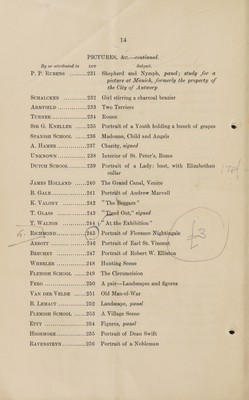 14
PICTURES, &c.—continued.
By or attributed to LOT Subject.
P. P. RUBENS ..........231 Shepherd and Nymph, panel; study for a
picture at Munich, formerly the property of
the City of Antwerp
SCHALCKEN ..............232 Girl stirring a charcoal brazier
ARMFIELD ................233 Two Terriers
TURNER ...................234 Rouen
SIR G. KNELLER ......235 Portrait of a Youth holding a bunch of grapes
SPANISH SCHOOL ......236 Madonna, Child and Angels
A. HAMES ................237 Charity, signed
UNKNOWN ................238 Interior of St. Peter's, Rome
DUTCH SCHOOL .........239 Portrait of a Lady: bust, with Elizabethan
collar
JAMES HOLLAND ......240 The Grand Canal, Venice
B. GALE ..................241 Portrait of Andrew Marvell
K. VALONY .............242 "The Beggars"
T. GLASS ................243 "Tired Out," signed
T. WALNIS ..............244 "At the Exhibition"
RICHMOND ...............245 Portrait of Florence Nightingale
£3
ABBOTT ...................246 Portrait of Earl St. Vincent
BEECHEY ................247 Portrait of Robert W. Elliston
WHEELER ................248 Hunting Scene
FLEMISH SCHOOL ......249 The Circumcision
FERG .......................250 A pair—Landscapes and figures
VAN DER VELDE ......251 Old Man-of-War
B. LEMACT ..............252 Landscape, panel
FLEMISH SCHOOL ......253 A Village Scene
ETTY .......................254 Figures, panel
HIGHMORE ................255 Portrait of Dean Swift
RAVENSTEYN ............256 Portrait of a Nobleman